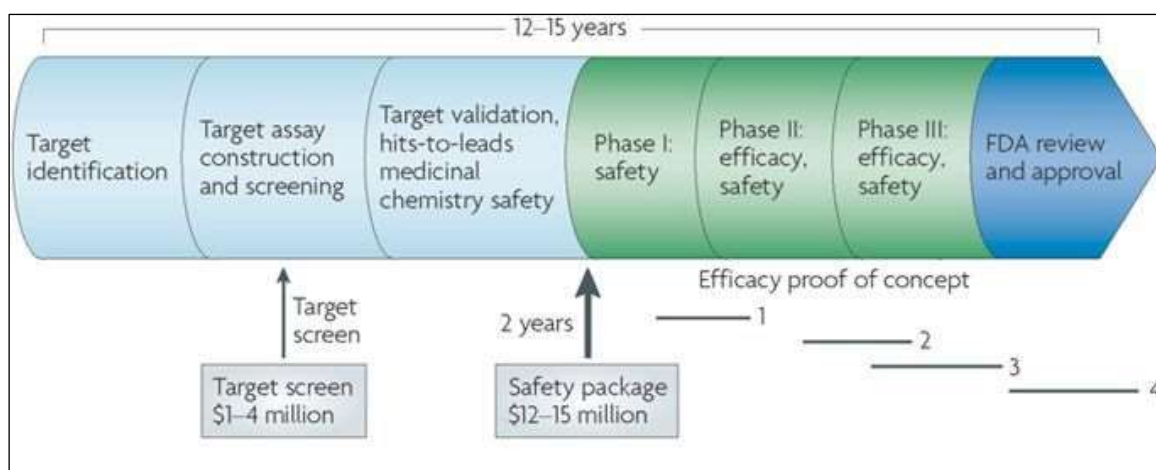 12–15 years
Target
identification
Target assay
construction
and screening
Target validation,
hits-to-leads
medicinal
chemistry safety
Phase I:
safety
Phase II:
efficacy,
safety
Phase III:
efficacy,
safety
FDA review
and approval
Target
screen
Target screen
$1–4 million
2 years
Safety package
$12–15 million
Efficacy proof of concept
1
2
3
4